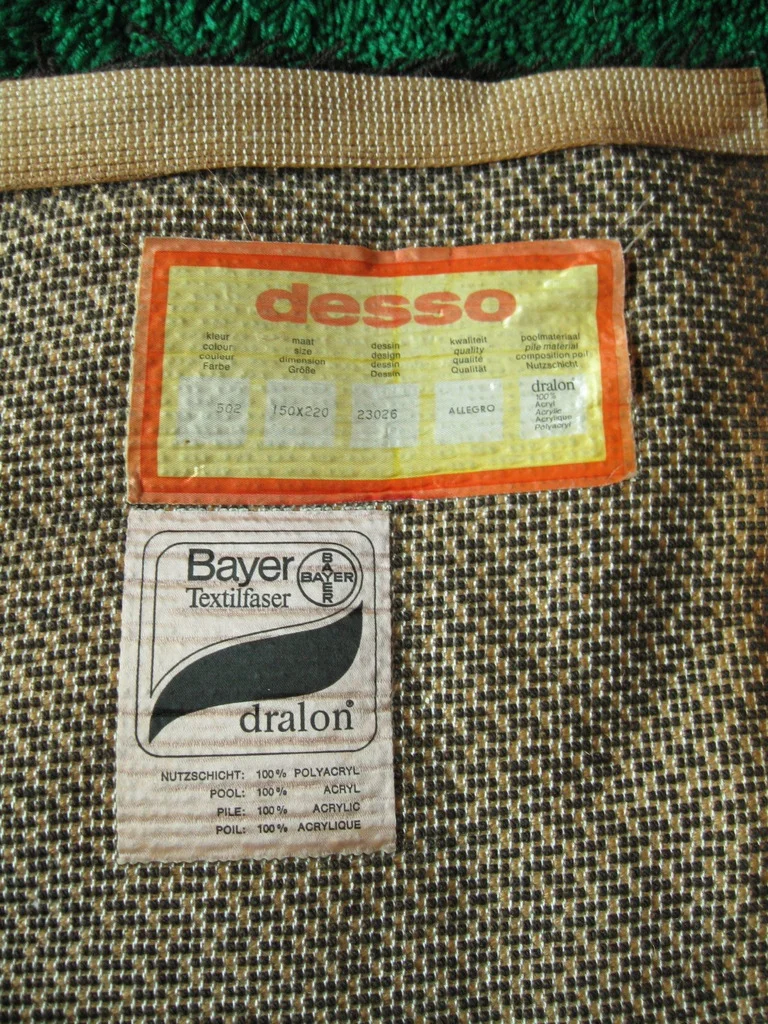 desso
kleur
colour
couleur
Farbe
maat
size
dimension
Größe
dessin
design
dessin
Dessin
kwaliteit
quality
qualité
Qualität
poolmateriaal
pile material
composition poil
Nutzschicht
502
150X220
23026
ALLEGRO
dralon®
100%
Acryl
Acrylic
Acrylique
Polyacryl
Bayer
Textilfaser
BAYER
BAYER
dralon®
NUTZSCHICHT: 100% POLYACRYL
POOL: 100% ACRYL
PILE: 100% ACRYLIC
POIL: 100% ACRYLIQUE